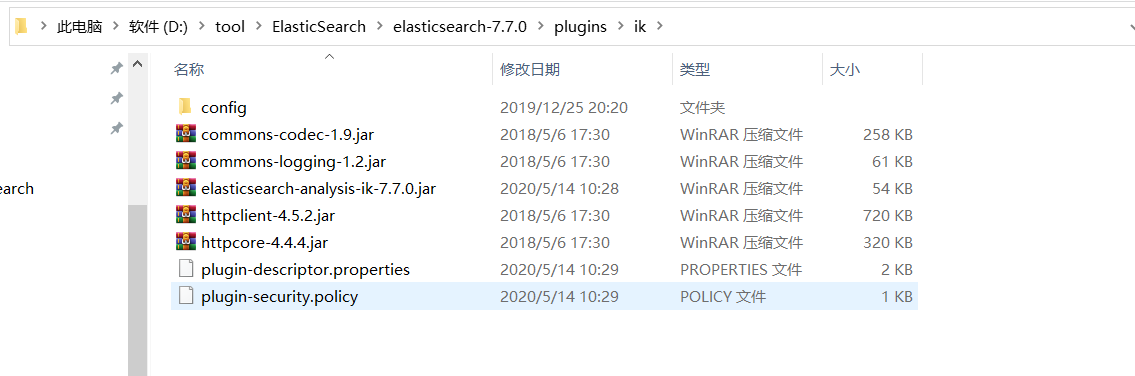 此电脑 > 软件 (D:) > tool > ElasticSearch > elasticsearch-7.7.0 > plugins > ik >
名称 修改日期 类型 大小
config 2019/12/25 20:20 文件夹
commons-codec-1.9.jar 2018/5/6 17:30 WinRAR 压缩文件 258 KB
commons-logging-1.2.jar 2018/5/6 17:30 WinRAR 压缩文件 61 KB
elasticsearch-analysis-ik-7.7.0.jar 2020/5/14 10:28 WinRAR 压缩文件 54 KB
earch
httpclient-4.5.2.jar 2018/5/6 17:30 WinRAR 压缩文件 720 KB
httpcore-4.4.4.jar 2018/5/6 17:30 WinRAR 压缩文件 320 KB
plugin-descriptor.properties 2020/5/14 10:29 PROPERTIES 文件 2 KB
plugin-security.policy 2020/5/14 10:29 POLICY 文件 1 KB